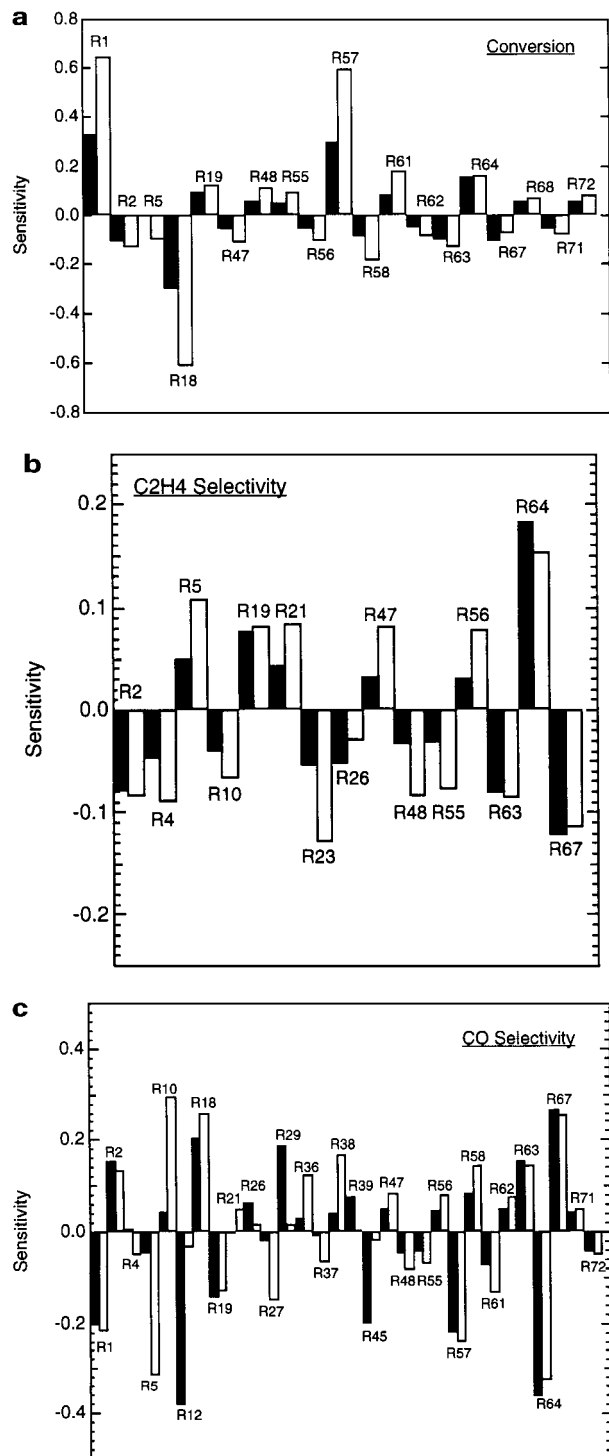 a
Conversion
0.8
0.6
0.4
0.2
0.0
-0.2
-0.4
-0.6
-0.8
Sensitivity
R1
R2
R5
R18
R19
R47
R48
R55
R56
R57
R58
R61
R62
R63
R64
R67
R68
R71
R72
b
C2H4 Selectivity
0.2
0.1
0.0
-0.1
-0.2
Sensitivity
R2
R4
R5
R10
R19
R21
R23
R26
R47
R48
R55
R56
R63
R64
R67
c
CO Selectivity
0.4
0.2
0.0
-0.2
-0.4
Sensitivity
R1
R2
R4
R5
R10
R12
R18
R19
R21
R26
R27
R29
R36
R37
R38
R39
R45
R47
R48
R55
R56
R57
R58
R61
R62
R63
R64
R67
R71
R72